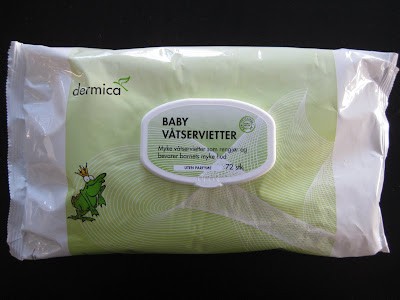 dermica
BABY
VÅTSERVIETTER
Myke våtservietter som rengjør og
bevarer barnets myke hud
UTEN PARFYME
72 stk